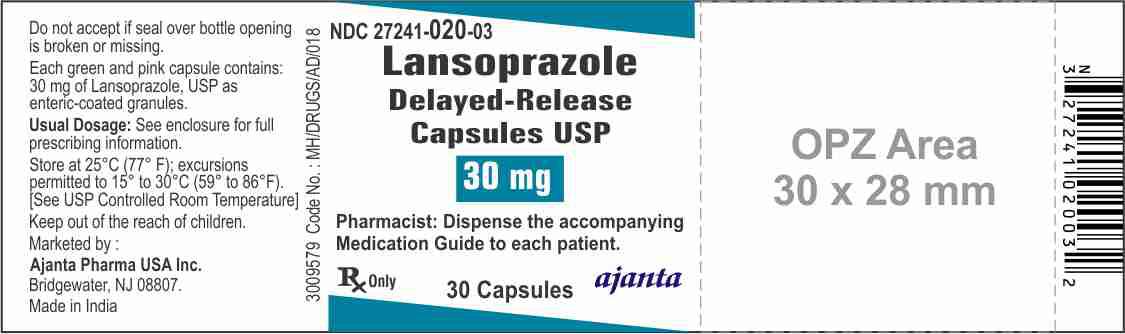 Do not accept if seal over bottle opening
is broken or missing.
Each green and pink capsule contains:
30 mg of Lansoprazole, USP as
enteric-coated granules.
Usual Dosage: See enclosure for full
prescribing information.
Store at 25°C (77° F); excursions
permitted to 15° to 30°C (59° to 86°F).
[See USP Controlled Room Temperature]
Keep out of the reach of children.
Marketed by :
Ajanta Pharma USA Inc.
Bridgewater, NJ 08807.
Made in India
3009579 Code No. : MH/DRUGS/AD/018
NDC 27241-020-03
Lansoprazole
Delayed-Release
Capsules USP
30 mg
Pharmacist: Dispense the accompanying
Medication Guide to each patient.
Rx Only
30 Capsules
ajanta
OPZ Area
30 x 28 mm
N
3 27241 02003 2